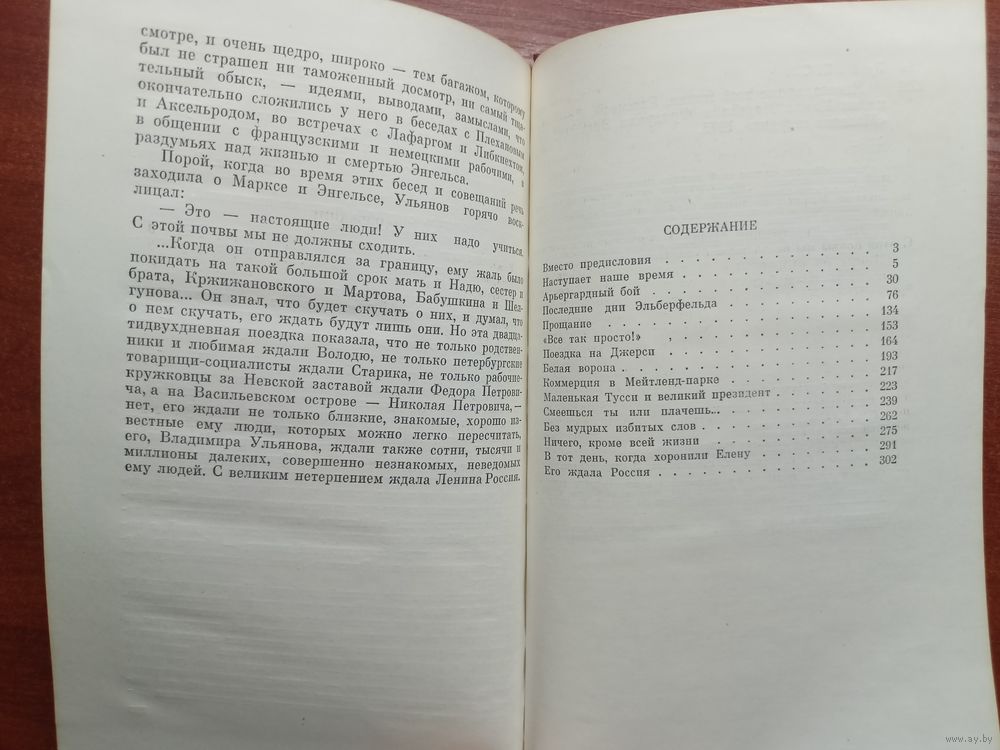 смотре, и очень щедро, широко — тем багажом, которому
был не страшен ни таможенный досмотр, ни самый тща-
тельный обыск, — идеями, выводами, замыслами, что
окончательно сложились у него в беседах с Плехановым
и Аксельродом, во встречах с Лафаргом и Либкнехтом,
в общении с французскими и немецкими рабочими, в
раздумьях над жизнью и смертью Энгельса.
Порой, когда во время этих бесед и совещаний речь
заходила о Марксе и Энгельсе, Ульянов горячо вос-
лицал:
— Это — настоящие люди! У них надо учиться.
С этой почвы мы не должны сходить.
...Когда он отправлялся за границу, ему жаль было
покидать на такой большой срок мать и Надю, сестер и
брата, Кржижановского и Мартова, Бабушкина и Шел-
гунова... Он знал, что будет скучать о них, и думал, что
о нем скучать, его ждать будут лишь они. Но эта двадца-
тидвухдневная поездка показала, что не только родствен-
ники и любимая ждали Володю, не только петербургские
товарищи-социалисты ждали Старика, не только рабочие-
кружковцы за Невской заставой ждали Федора Петрови-
ча, а на Васильевском острове — Николая Петровича,—
нет, его ждали не только близкие, знакомые, хорошо из-
вестные ему люди, которых можно легко пересчитать,
его, Владимира Ульянова, ждали также сотни, тысячи и
миллионы далеких, совершенно незнакомых, неведомых
ему людей. С великим нетерпением ждала Ленина Россия.
СОДЕРЖАНИЕ
Вместо предисловия . . . . . . . . . . 3
Наступает наше время . . . . . . . . . . 5
Арьергардный бой . . . . . . . . . . 30
Последние дни Эльберфельда . . . . . . . . 76
Прощание . . . . . . . . . . . 134
«Все так просто!» . . . . . . . . . . 153
Поездка на Джерси . . . . . . . . . . 164
Белая ворона . . . . . . . . . . . 193
Коммерция в Мейтленд-парке . . . . . . . . 217
Маленькая Тусси и великий президент . . . . . . 223
Смеешься ты или плачешь... . . . . . . . . 239
Без мудрых избитых слов . . . . . . . . . 262
Ничего, кроме всей жизни . . . . . . . . . 275
В тот день, когда хоронили Елену . . . . . . . 291
Его ждала Россия . . . . . . . . . . 302
www.ay.by